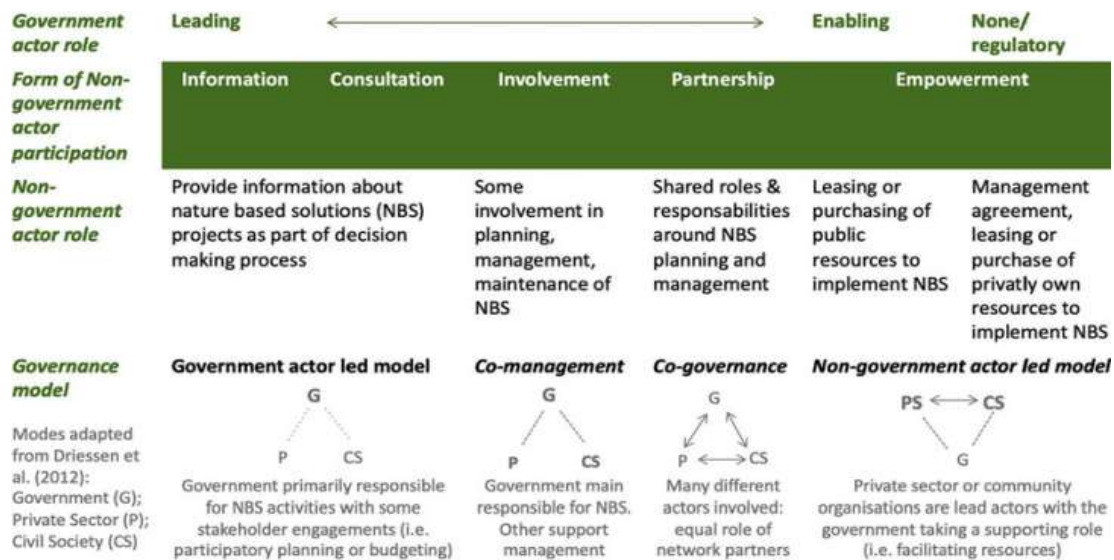 Government actor role
Leading
Enabling
None/ regulatory
Form of Non-government actor participation
Information
Consultation
Involvement
Partnership
Empowerment
Non-government actor role
Provide information about
nature based solutions (NBS)
projects as part of decision
making process
Some
involvement in
planning,
management,
maintenance of
NBS
Shared roles &
responsabilities
around NBS
planning and
management
Leasing or
purchasing of
public
resources to
implement NBS
Management
agreement,
leasing or
purchase of
privatly own
resources to
implement NBS
Governance
model
Modes adapted
from Driessen et
al. (2012):
Government (G);
Private Sector (P);
Civil Society (CS)
Government actor led model
G
P CS
Government primarily responsible
for NBS activities with some
stakeholder engagements (i.e.
participatory planning or budgeting)
Co-management
G
P CS
Government main
responsible for NBS.
Other support
management
Co-governance
G
P CS
Many different
actors involved:
equal role of
network partners
Non-government actor led model
PS CS
G
Private sector or community
organisations are lead actors with the
government taking a supporting role
(i.e. facilitating resources)